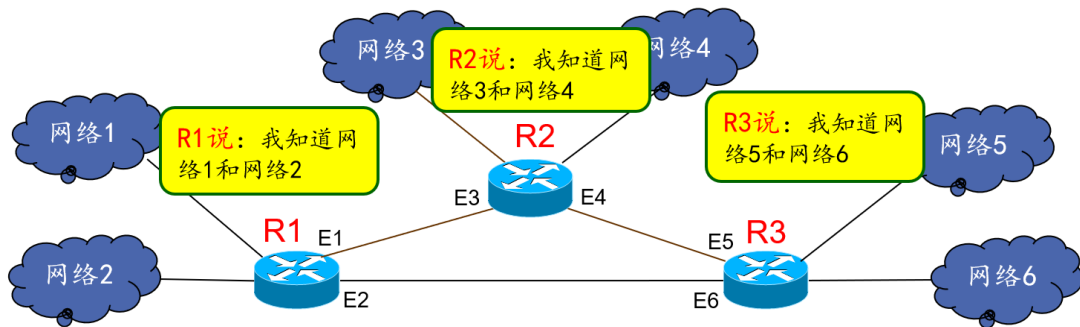 网络3
R2说：我知道网
络3和网络4
网络4
网络1
R1说：我知道网
络1和网络2
R3说：我知道网
络5和网络6
网络5
R2
E3
E4
R1
E1
E5
R3
网络2
E2
E6
网络6